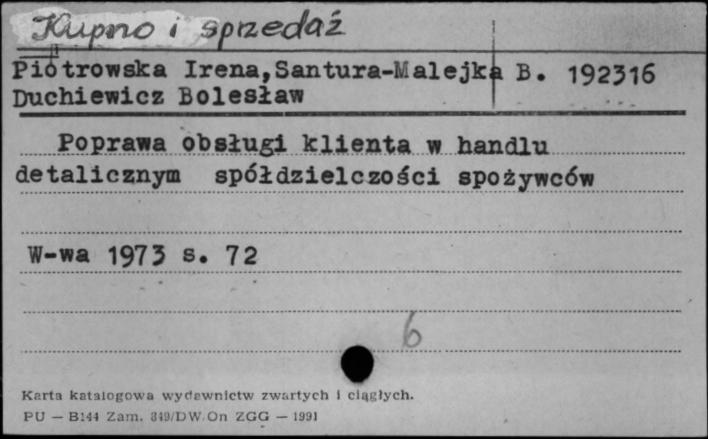 Kupno i sprzedaż
Piotrowska Irena,Santura-Malejka B. 192316
Duchiewicz Bolesław
Poprawa obsługi klienta w handlu
detalicznym spółdzielczości spożywców
W-wa 1973 s. 72
6
Karta katalogowa wydawnictw zwartych i ciągłych.
PU — B144 Zam. 349/DW.On ZGG — 1991